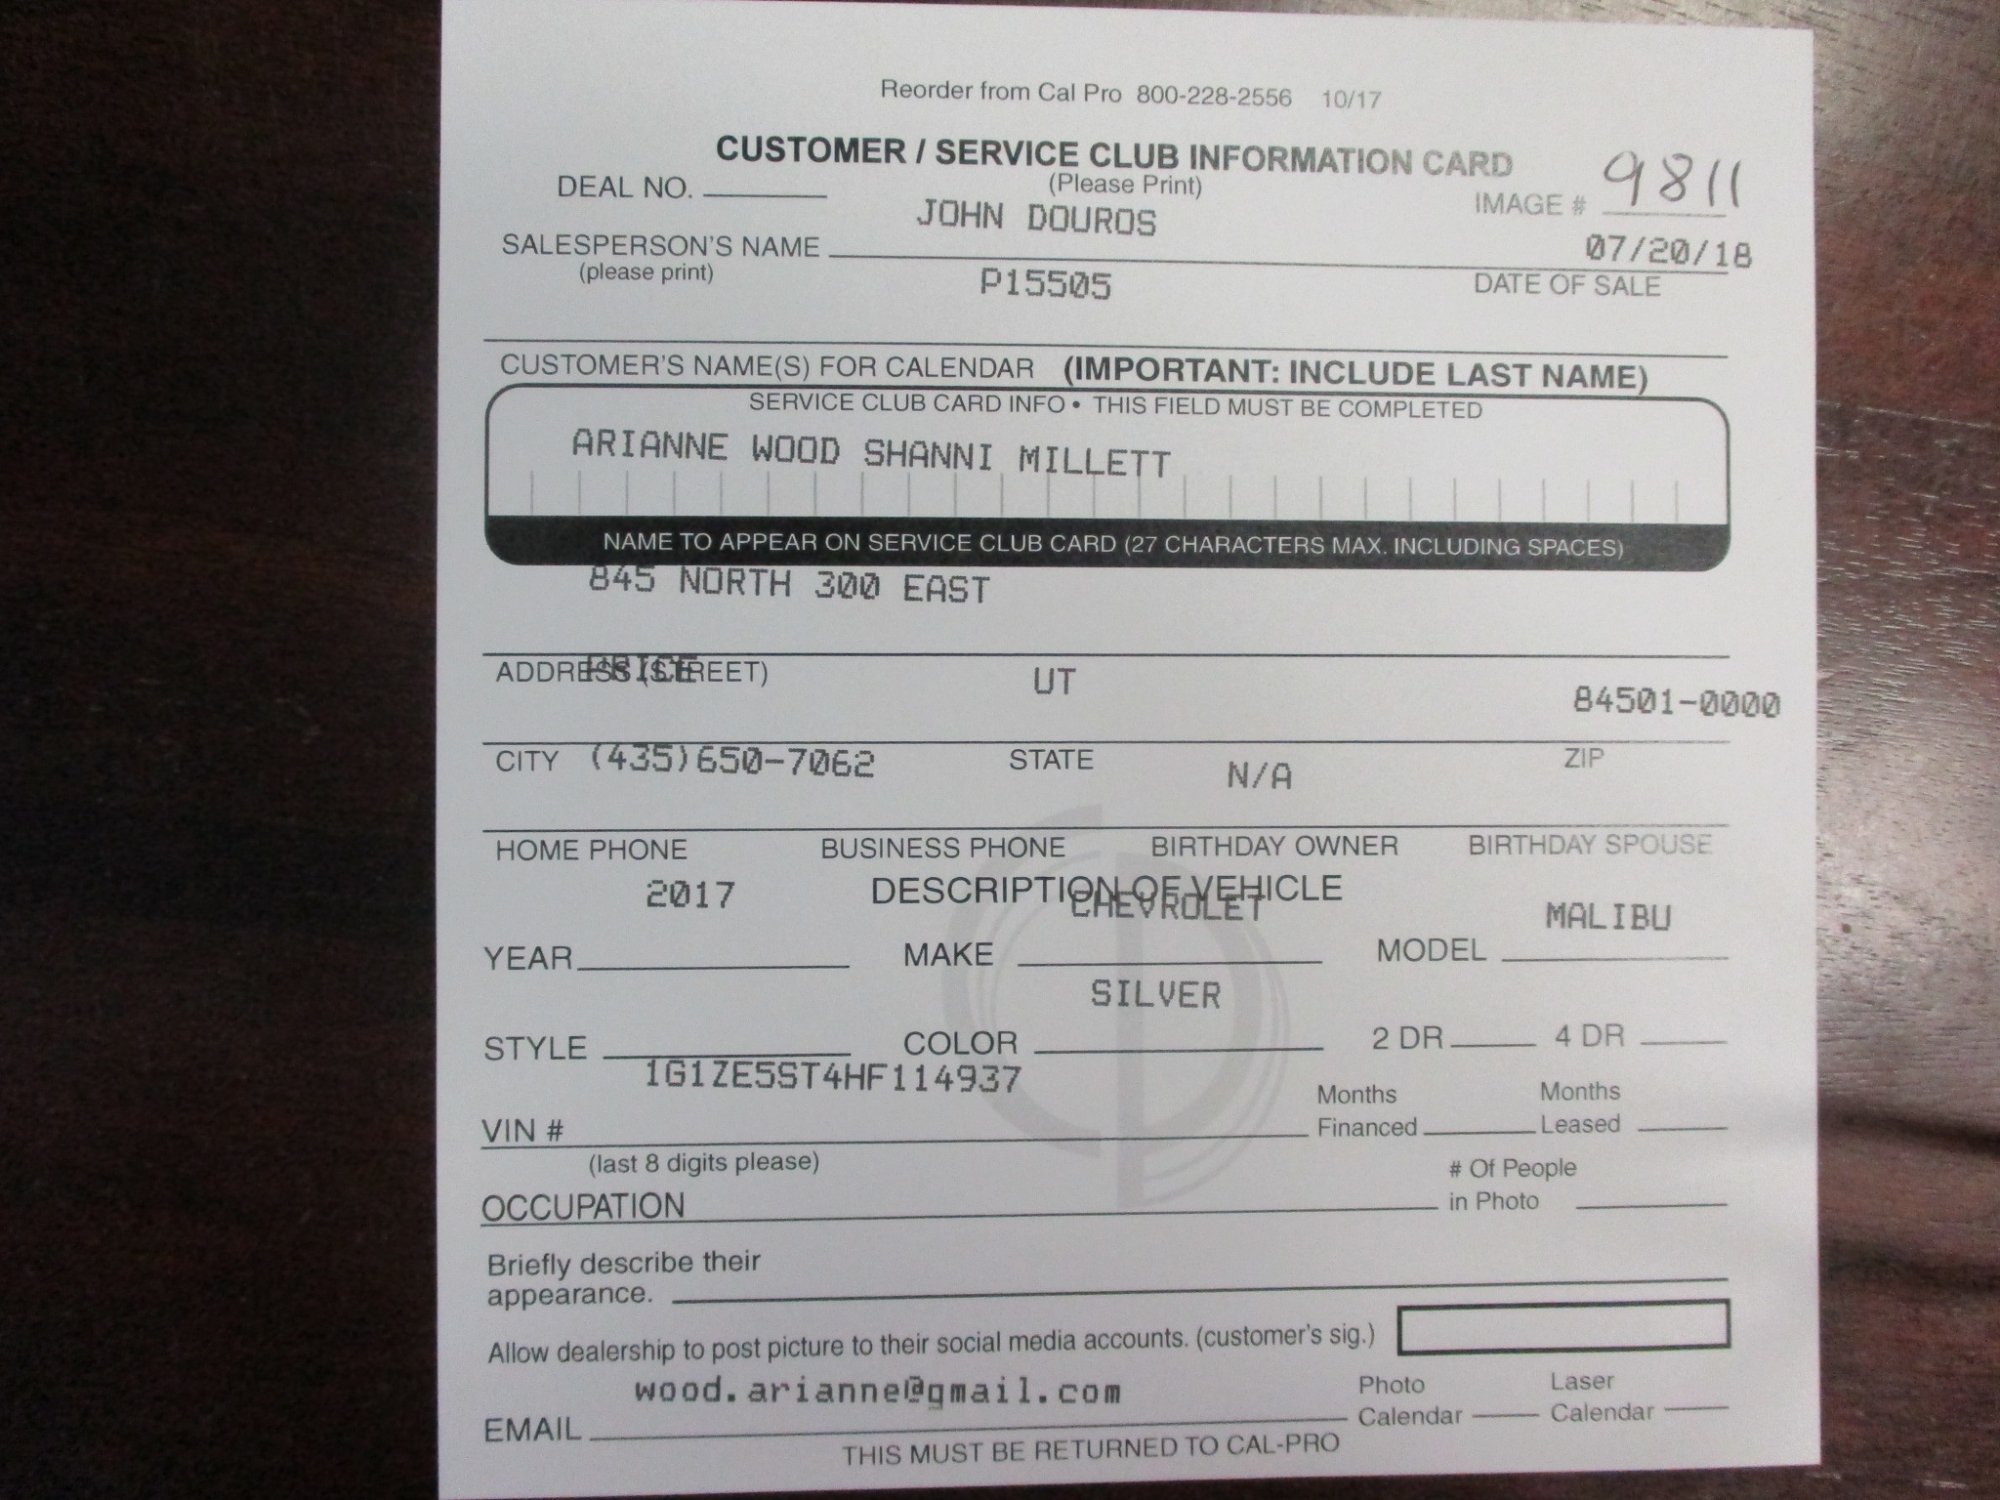 Reorder from Cal Pro 800-228-2556 10/17
CUSTOMER / SERVICE CLUB INFORMATION CARD
(Please Print)
DEAL NO.
IMAGE # 9811
JOHN DOUROS
SALESPERSON'S NAME
(please print)
07/20/18
DATE OF SALE
P15505
CUSTOMER'S NAME(S) FOR CALENDAR (IMPORTANT: INCLUDE LAST NAME)
SERVICE CLUB CARD INFO • THIS FIELD MUST BE COMPLETED
ARIANNE WOOD SHANNI MILLETT
NAME TO APPEAR ON SERVICE CLUB CARD (27 CHARACTERS MAX. INCLUDING SPACES)
845 NORTH 300 EAST
ADDRESS (STREET)
PRICE UT 84501-0000
CITY STATE ZIP
(435)650-7062 N/A
HOME PHONE BUSINESS PHONE BIRTHDAY OWNER BIRTHDAY SPOUSE
DESCRIPTION OF VEHICLE
2017 CHEVROLET MALIBU
YEAR MAKE MODEL
SILVER
STYLE COLOR 2 DR 4 DR
1G1ZE5ST4HF114937
VIN # Months Financed Months Leased
(last 8 digits please)
OCCUPATION # Of People in Photo
Briefly describe their
appearance.
Allow dealership to post picture to their social media accounts. (customer's sig.)
wood.arianne@gmail.com
EMAIL Photo Calendar Laser Calendar
THIS MUST BE RETURNED TO CAL-PRO